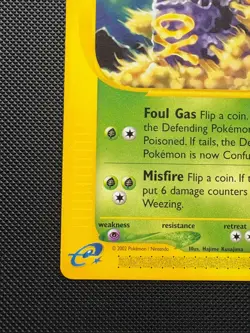 Foul Gas Flip a coin.
the Defending Pokémon
Poisoned. If tails, the De
Pokémon is now Confu
Misfire Flip a coin. If t
put 6 damage counters
Weezing.
weakness resistance retreat
©2002 Pokémon / Nintendo Illus. Hajime Kusajima